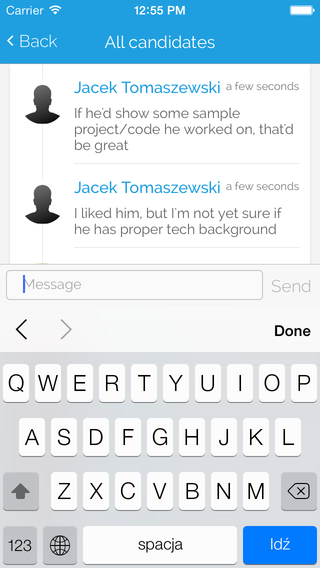 Carrier 12:55 PM
Back All candidates
Jacek Tomaszewski a few seconds
If he'd show some sample
project/code he worked on, that'd
be great
Jacek Tomaszewski a few seconds
I liked him, but I'm not yet sure if
he has proper tech background
Message Send
Done
Q W E R T Y U I O P
A S D F G H J K L
Z X C V B N M
123 spacja Idź